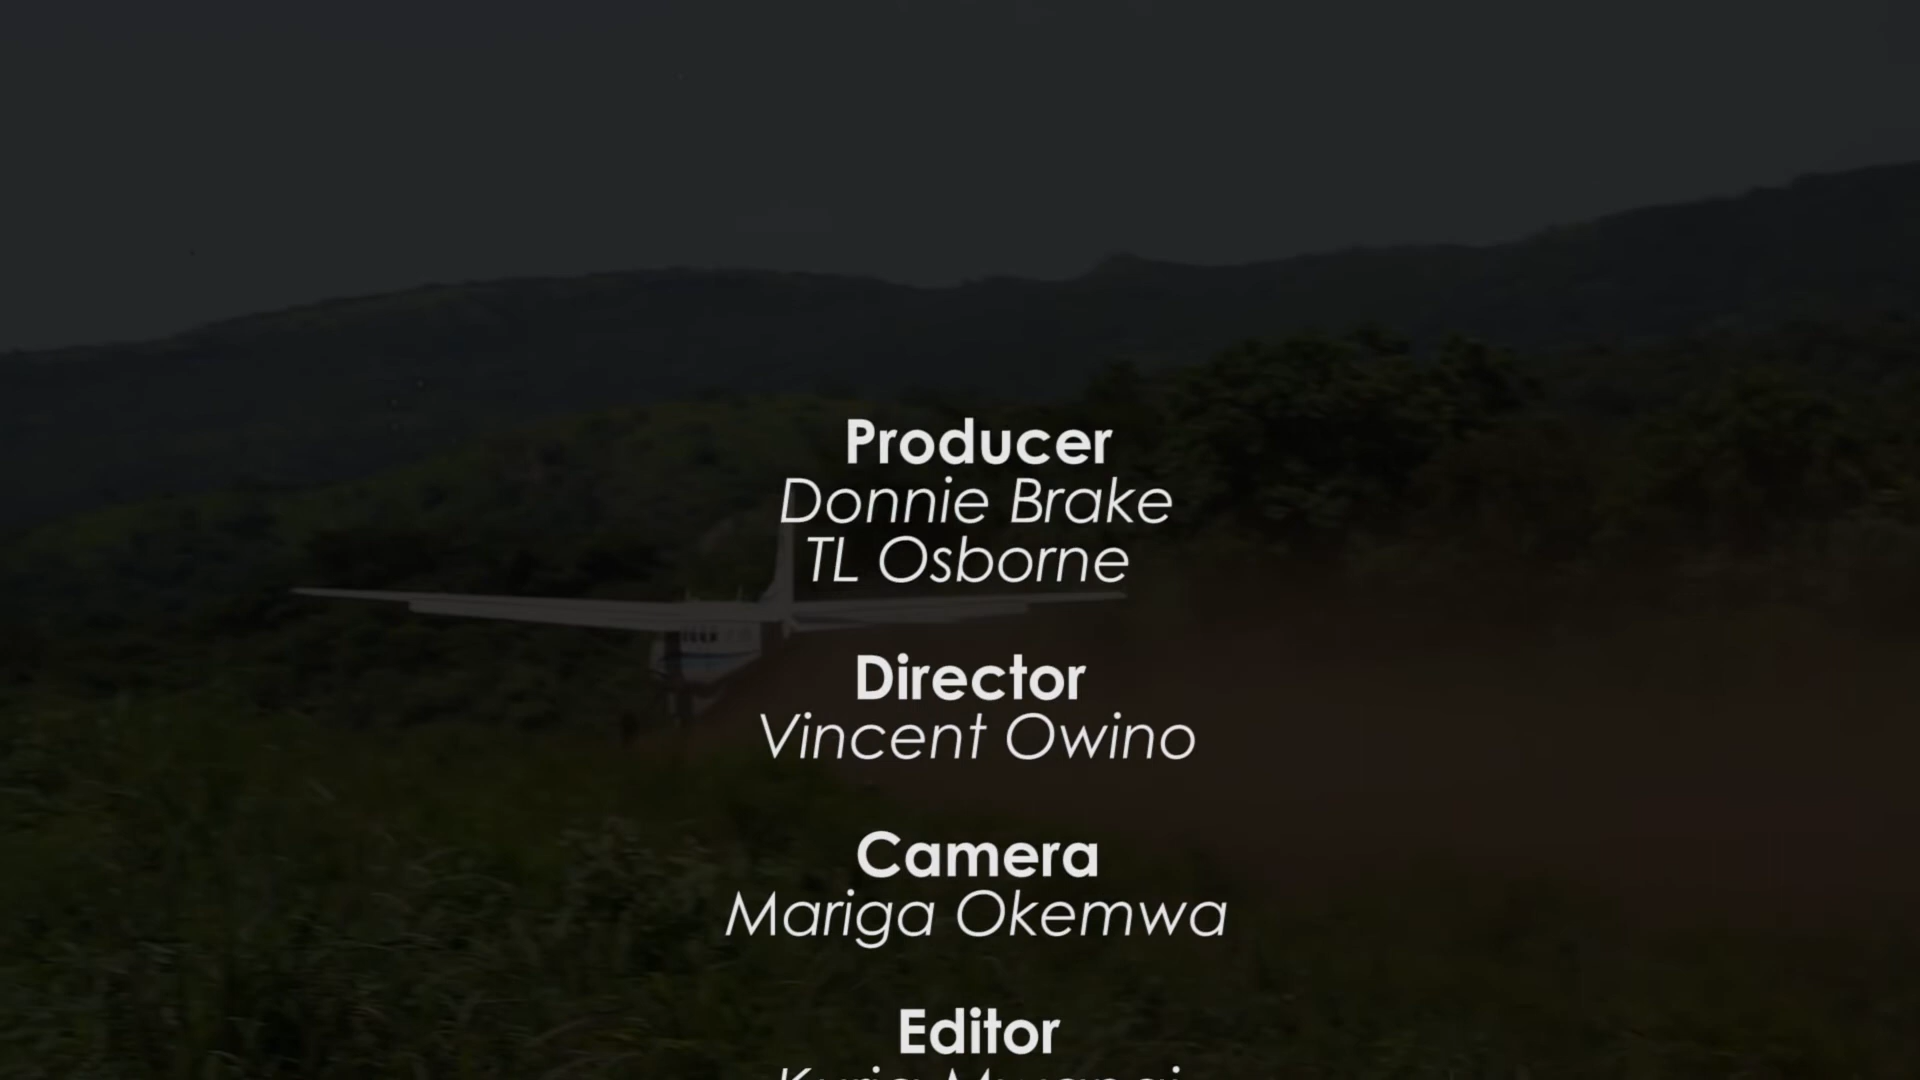 Producer
Donnie Brake
TL Osborne
Director
Vincent Owino
Camera
Mariga Okemwa
Editor